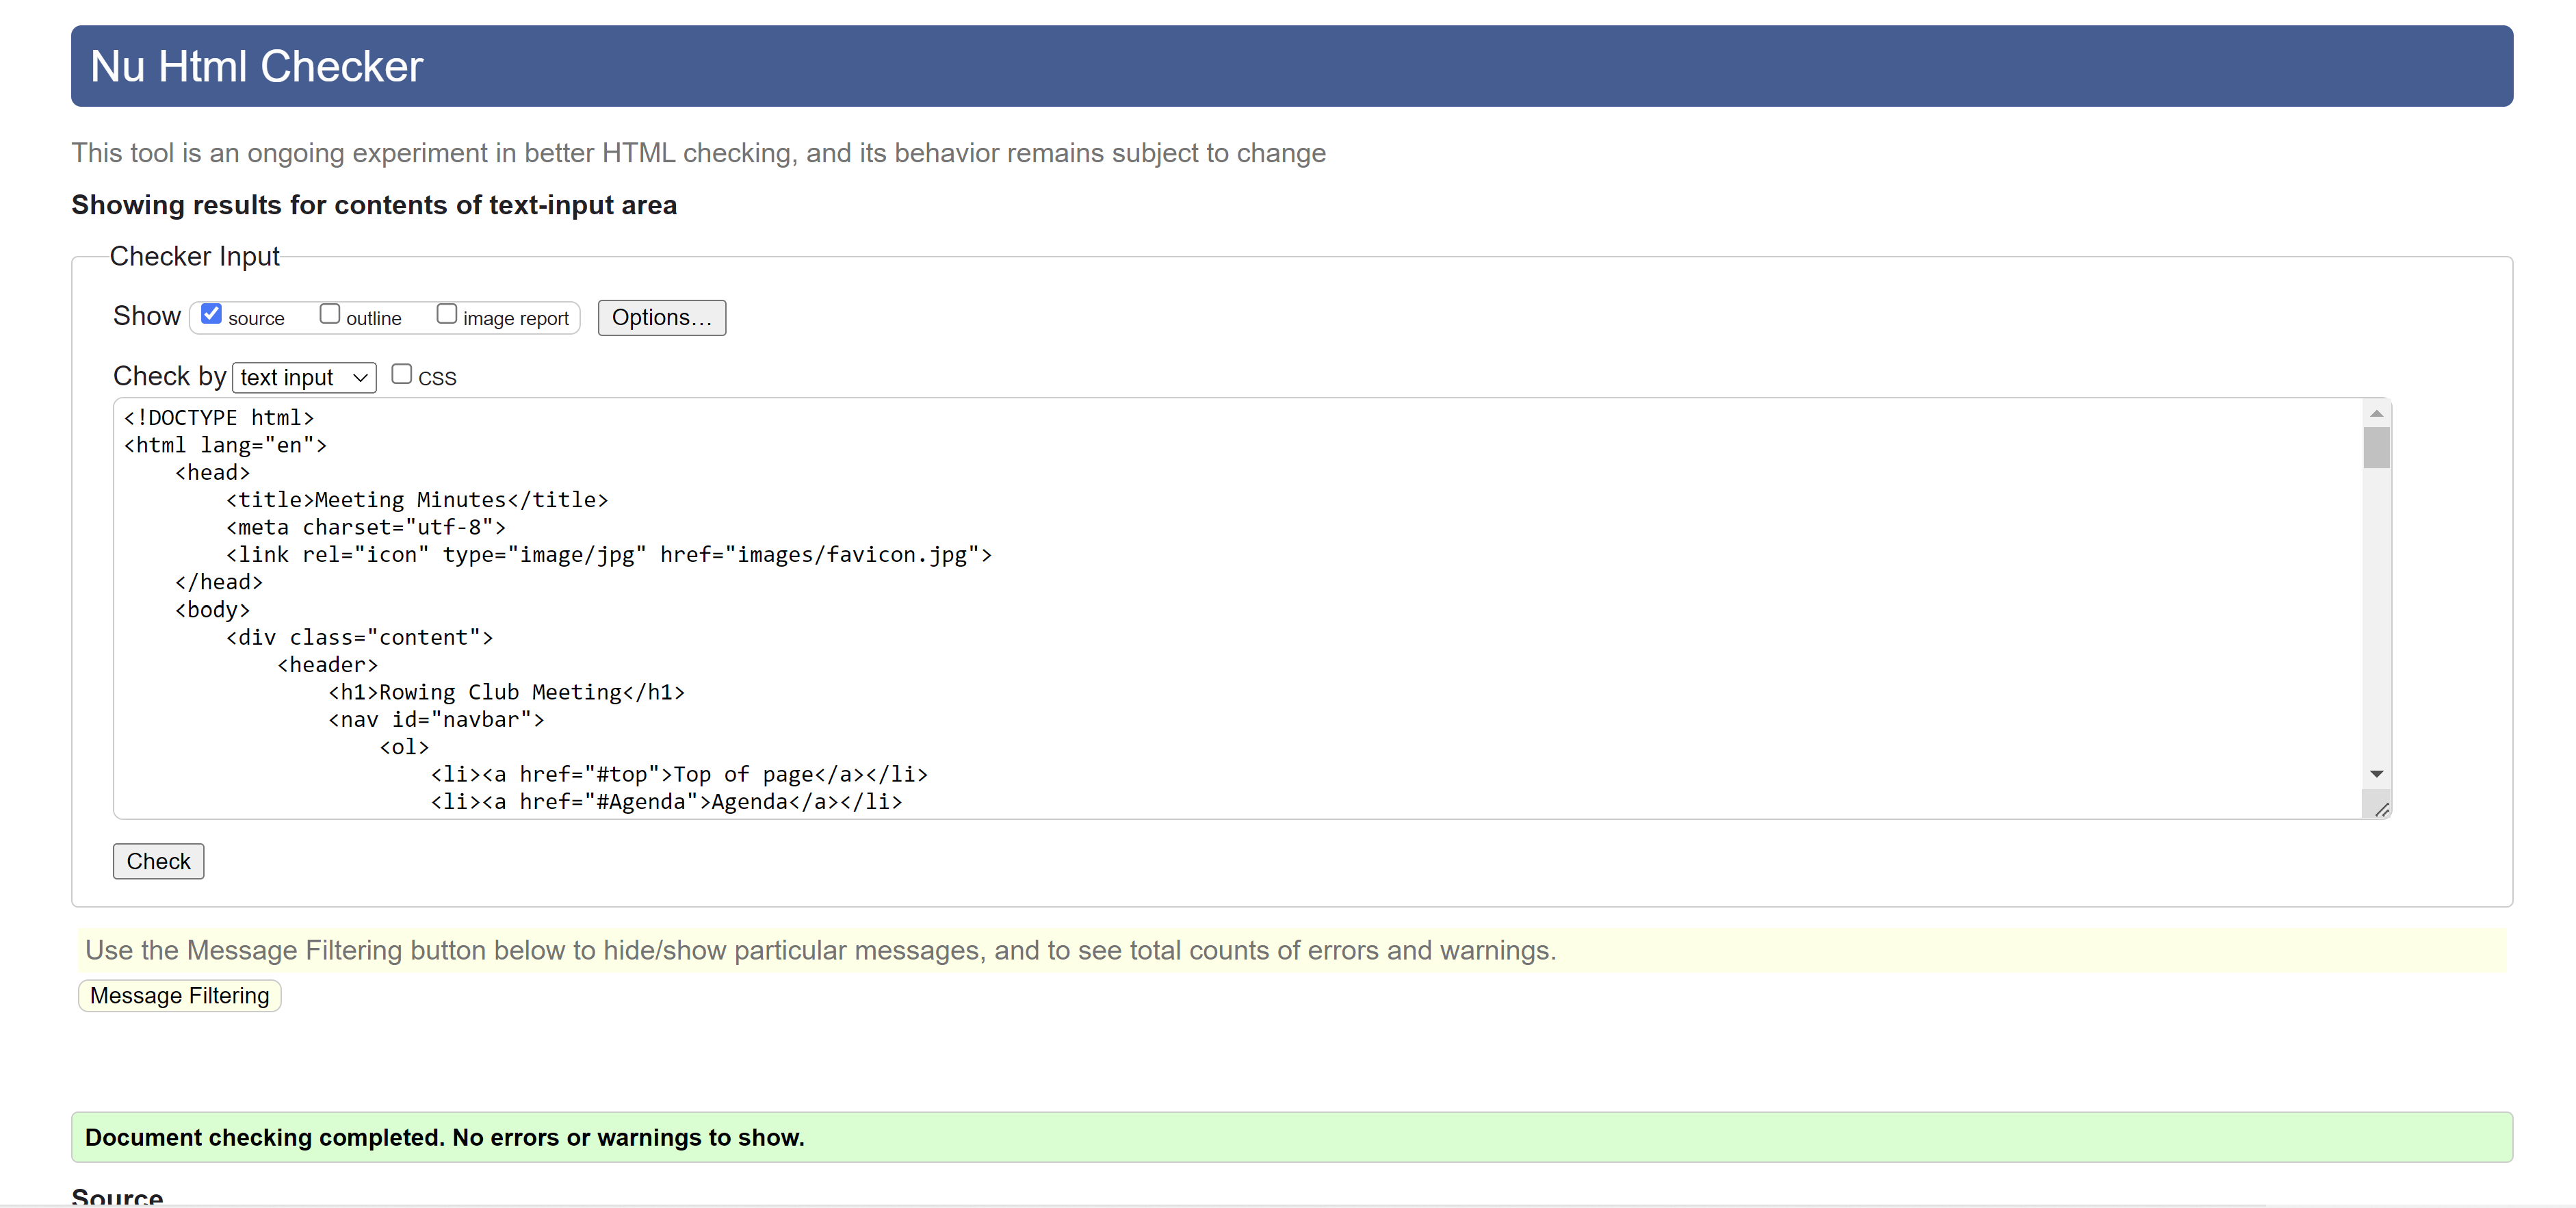 Nu Html Checker
This tool is an ongoing experiment in better HTML checking, and its behavior remains subject to change
Showing results for contents of text-input area
Checker Input
Show source outline image report Options...
Check by text input CSS
<!DOCTYPE html>
<html lang="en">
    <head>
        <title>Meeting Minutes</title>
        <meta charset="utf-8">
        <link rel="icon" type="image/jpg" href="images/favicon.jpg">
    </head>
    <body>
        <div class="content">
            <header>
                <h1>Rowing Club Meeting</h1>
                <nav id="navbar">
                    <ol>
                        <li><a href="#top">Top of page</a></li>
                        <li><a href="#Agenda">Agenda</a></li>
Check
Use the Message Filtering button below to hide/show particular messages, and to see total counts of errors and warnings.
Message Filtering
Document checking completed. No errors or warnings to show.
Source